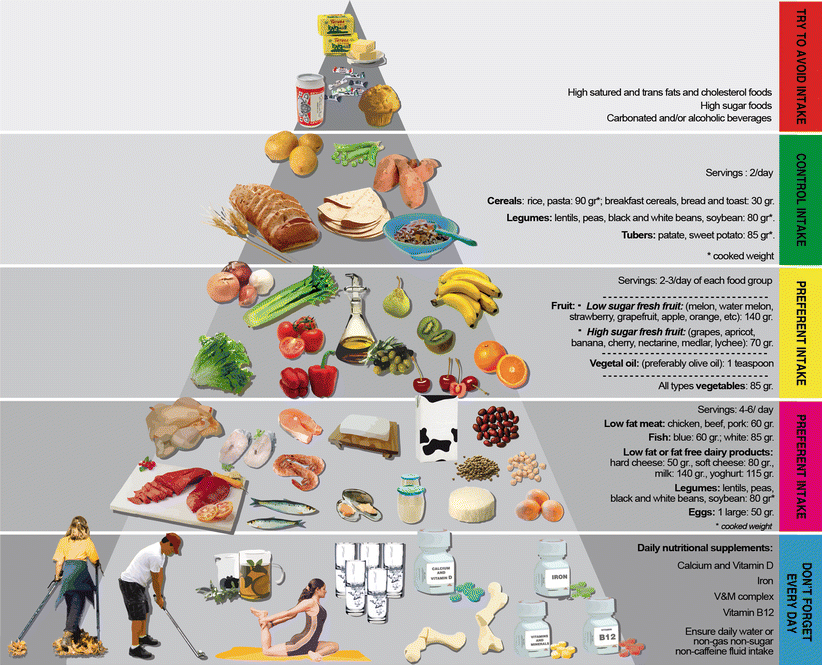 TRY TO AVOID INTAKE
High satured and trans fats and cholesterol foods
High sugar foods
Carbonated and/or alcoholic beverages
CONTROL INTAKE
Servings : 2/day
Cereals: rice, pasta: 90 gr*; breakfast cereals, bread and toast: 30 gr.
Legumes: lentils, peas, black and white beans, soybean: 80 gr*.
Tubers: patate, sweet potato: 85 gr*.
* cooked weight
PREFERENT INTAKE
Servings: 2-3/day of each food group
Fruit: • Low sugar fresh fruit: (melon, water melon,
strawberry, grapefruit, apple, orange, etc): 140 gr.
• High sugar fresh fruit: (grapes, apricot,
banana, cherry, nectarine, medlar, lychee): 70 gr.
Vegetal oil: (preferably olive oil): 1 teaspoon
All types vegetables: 85 gr.
PREFERENT INTAKE
Servings: 4-6/ day
Low fat meat: chicken, beef, pork: 60 gr.
Fish: blue: 60 gr.; white: 85 gr.
Low fat or fat free dairy products:
hard cheese: 50 gr., soft cheese: 80 gr.,
milk: 140 gr., yoghurt: 115 gr.
Legumes: lentils, peas,
black and white beans, soybean: 80 gr*
Eggs: 1 large: 50 gr.
* cooked weight
DON'T FORGET
EVERY DAY
Daily nutritional supplements:
Calcium and Vitamin D
Iron
V&M complex
Vitamin B12
Ensure daily water or
non-gas non-sugar
non-caffeine fluid intake
CALCIUM
AND
VITAMIN D
IRON
VITAMINS
AND
MINERALS
VITAMIN
B12